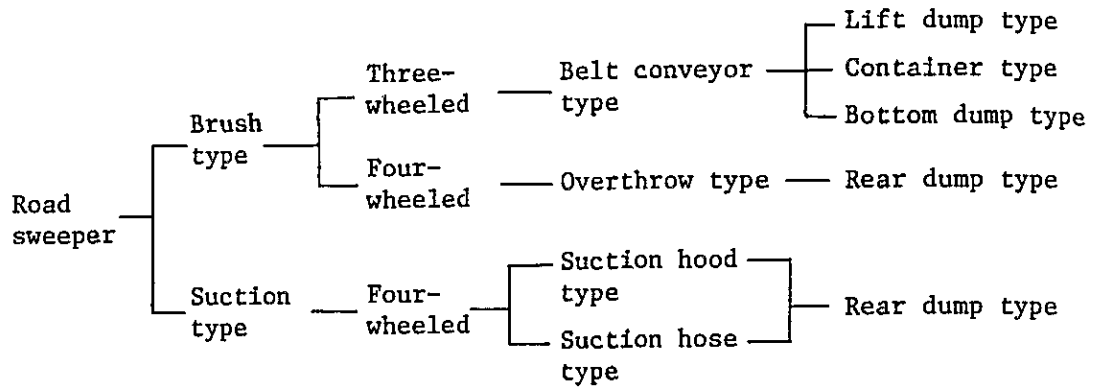 Road
sweeper
Brush
type
Three-
wheeled
Belt conveyor
type
Lift dump type
Container type
Bottom dump type
Four-
wheeled
Overthrow type
Rear dump type
Suction
type
Four-
wheeled
Suction hood
type
Suction hose
type
Rear dump type